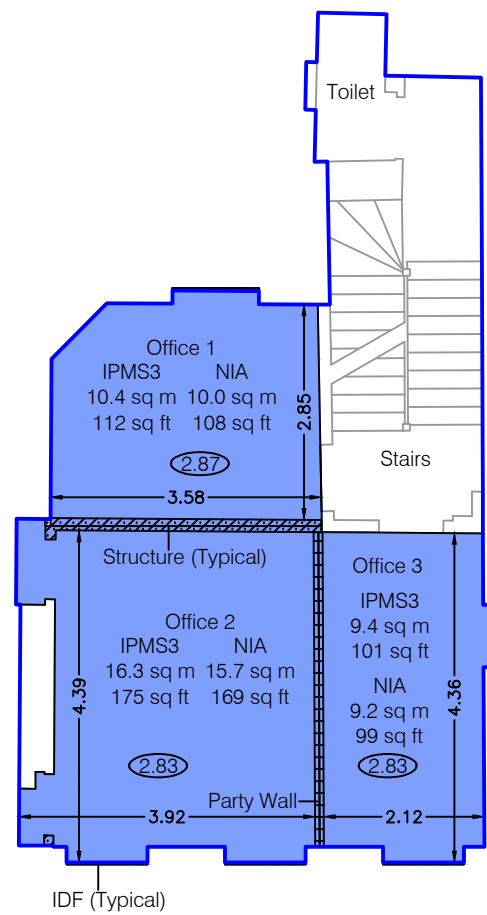 Toilet
Office 1
IPMS3 NIA
10.4 sq m 10.0 sq m
112 sq ft 108 sq ft
2.87
2.85
3.58
Stairs
Structure (Typical)
Office 2
IPMS3 NIA
16.3 sq m 15.7 sq m
175 sq ft 169 sq ft
4.39
2.83
Party Wall
3.92
Office 3
IPMS3
9.4 sq m
101 sq ft
NIA
9.2 sq m
99 sq ft
4.36
2.83
2.12
IDF (Typical)